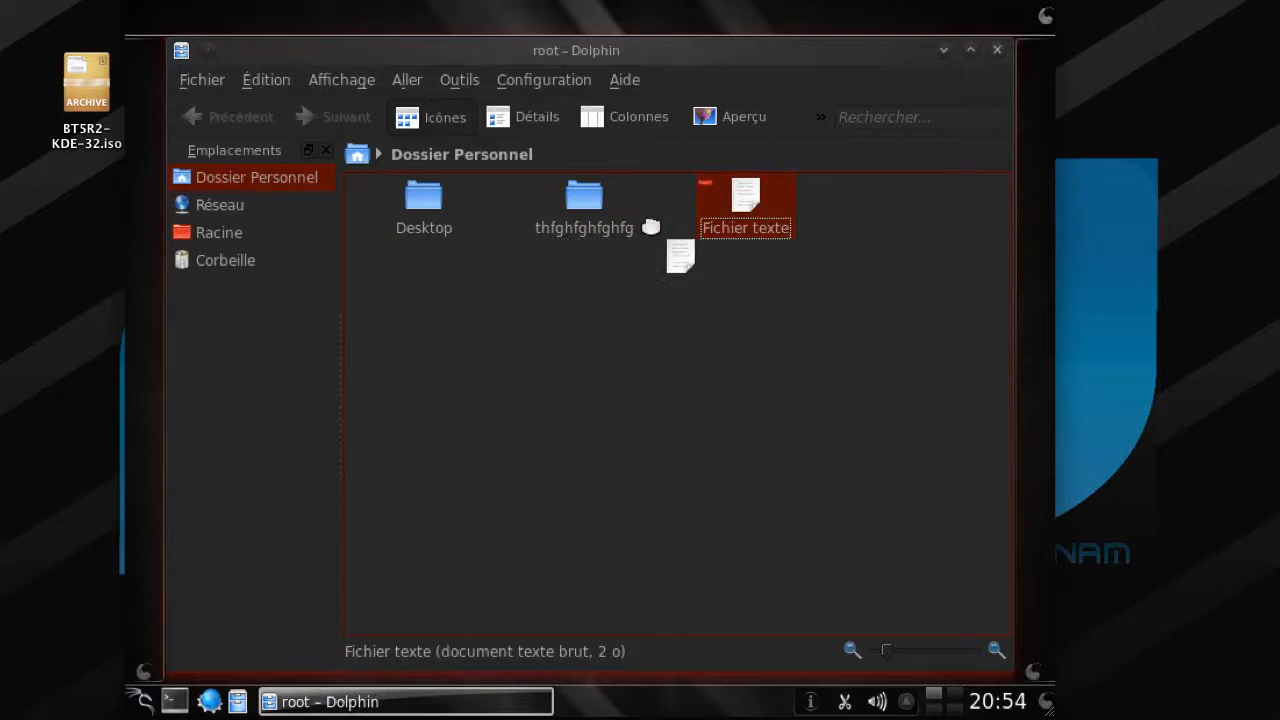 root – Dolphin
Fichier Édition Affichage Aller Outils Configuration Aide
Précédent Suivant Icônes Détails Colonnes Aperçu » Rechercher...
ARCHIVE
BT5R2-
KDE-32.iso
Emplacements
Dossier Personnel
Dossier Personnel
Réseau
Racine
Corbeille
Desktop
thfghfghfghfg
Fichier texte
NAM
Fichier texte (document texte brut, 2 o)
root – Dolphin
20:54